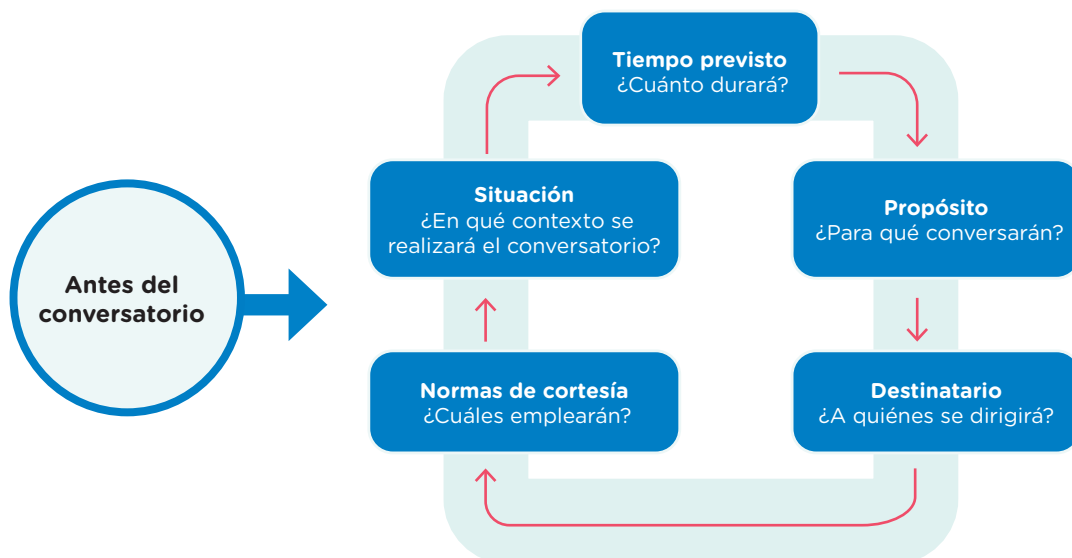 Antes del
conversatorio
Tiempo previsto
¿Cuánto durará?
Propósito
¿Para qué conversarán?
Destinatario
¿A quiénes se dirigirá?
Normas de cortesía
¿Cuáles emplearán?
Situación
¿En qué contexto se
realizará el conversatorio?